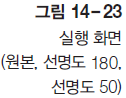 그림 14-23
실행 화면
(원본, 선명도 180,
선명도 50)